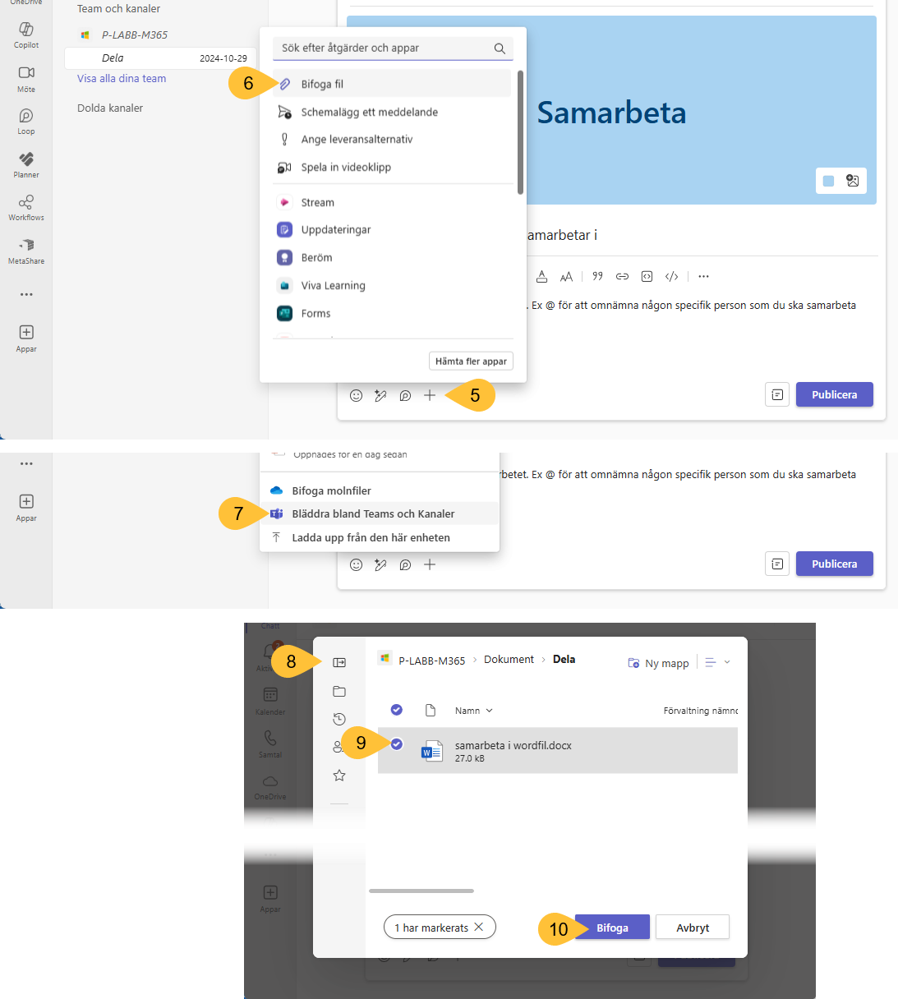 OneDrive
Copilot
Möte
Loop
Planner
Workflows
MetaShare
Appar
Team och kanaler
P-LABB-M365
Dela 2024-10-29
Visa alla dina team
Dolda kanaler
Sök efter åtgärder och appar
6
Bifoga fil
Schemalägg ett meddelande
Ange leveransalternativ
Spela in videoklipp
Stream
Uppdateringar
Beröm
Viva Learning
Forms
Hämta fler appar
Samarbeta
amarbetar i
. Ex @ för att omnämna någon specifik person som du ska samarbeta
5
Publicera
Appar
Öppnades för en dag sedan
rbetet. Ex @ för att omnämna någon specifik person som du ska samarbeta
Bifoga molnfiler
7
Bläddra bland Teams och Kanaler
Ladda upp från den här enheten
Publicera
Chatt
Kalender
Samtal
OneDrive
Appar
8
P-LABB-M365 > Dokument > Dela
Ny mapp
Namn
Förvaltning nämnd
9
samarbeta i wordfil.docx
27.0 kB
1 har markerats
10
Bifoga
Avbryt